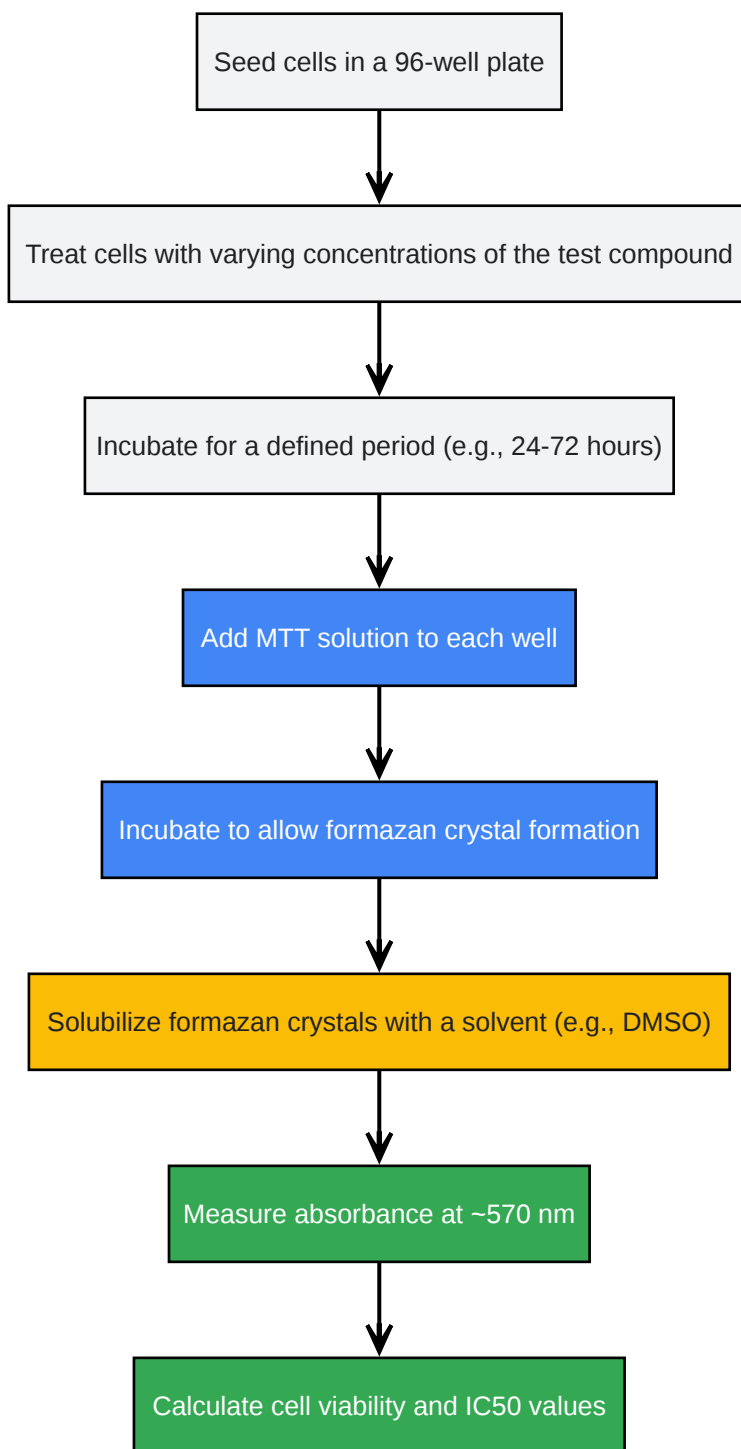 Seed cells in a 96-well plate
Treat cells with varying concentrations of the test compound
Incubate for a defined period (e.g., 24-72 hours)
Add MTT solution to each well
Incubate to allow formazan crystal formation
Solubilize formazan crystals with a solvent (e.g., DMSO)
Measure absorbance at ~570 nm
Calculate cell viability and IC50 values